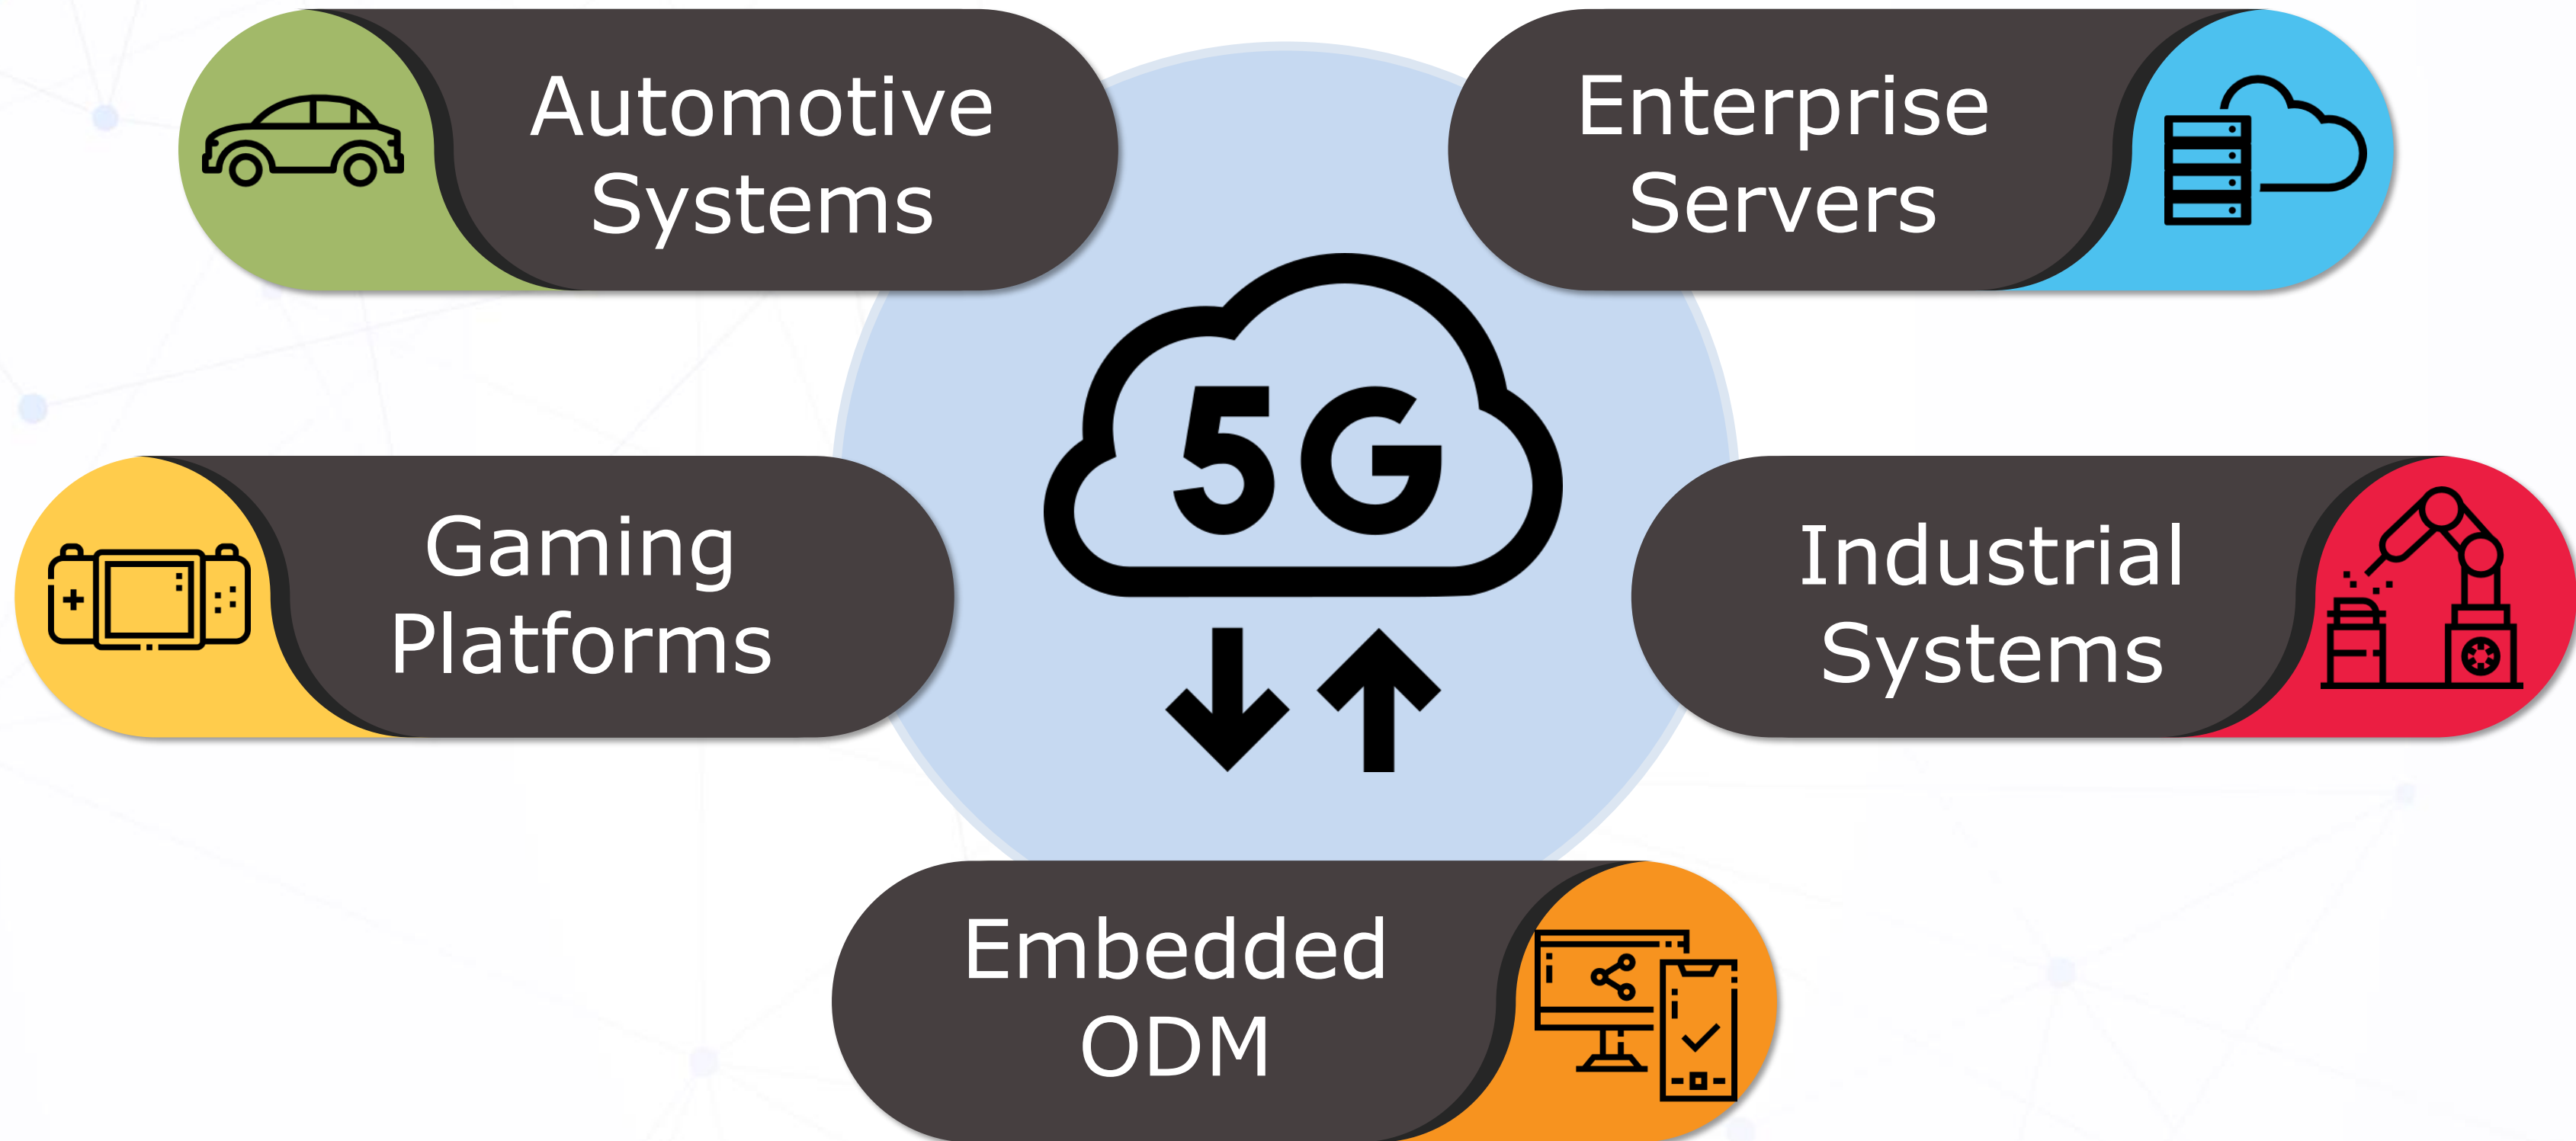 Automotive
Systems
Enterprise
Servers
5G
Gaming
Platforms
Industrial
Systems
Embedded
ODM